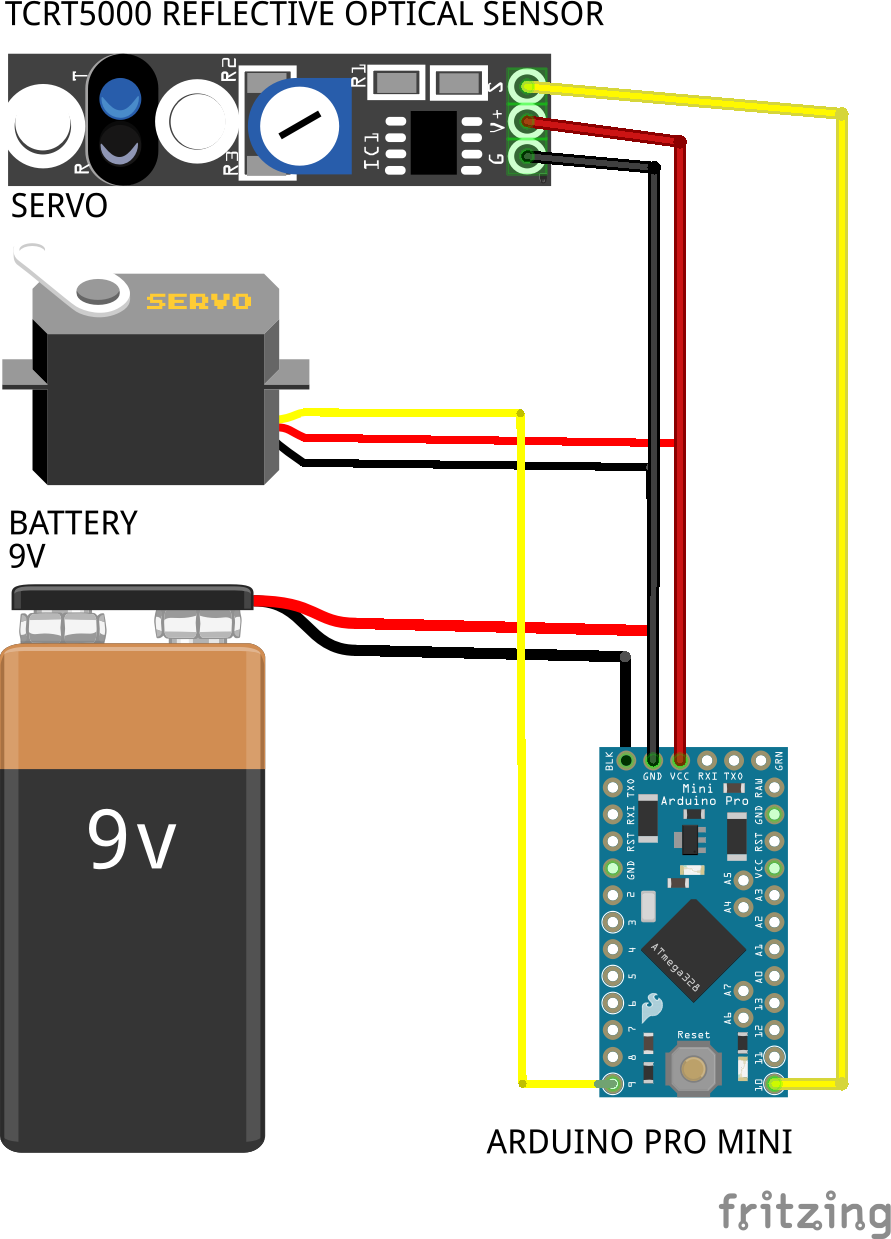 TCRT5000 REFLECTIVE OPTICAL SENSOR
T
R
R2
R3
R1
IC1
S
V+
G
SERVO
SERVO
BATTERY
9V
9v
BLK
GND VCC RXI TXO
GRN
Mini
Arduino Pro
TXO
RXI
RST
GND
2
3
4
5
6
7
8
9
RAW
GND
RST
VCC
A3
A2
A1
A0
13
12
11
10
A5
A4
A7
A6
ATmega328
Reset
ARDUINO PRO MINI
fritzing